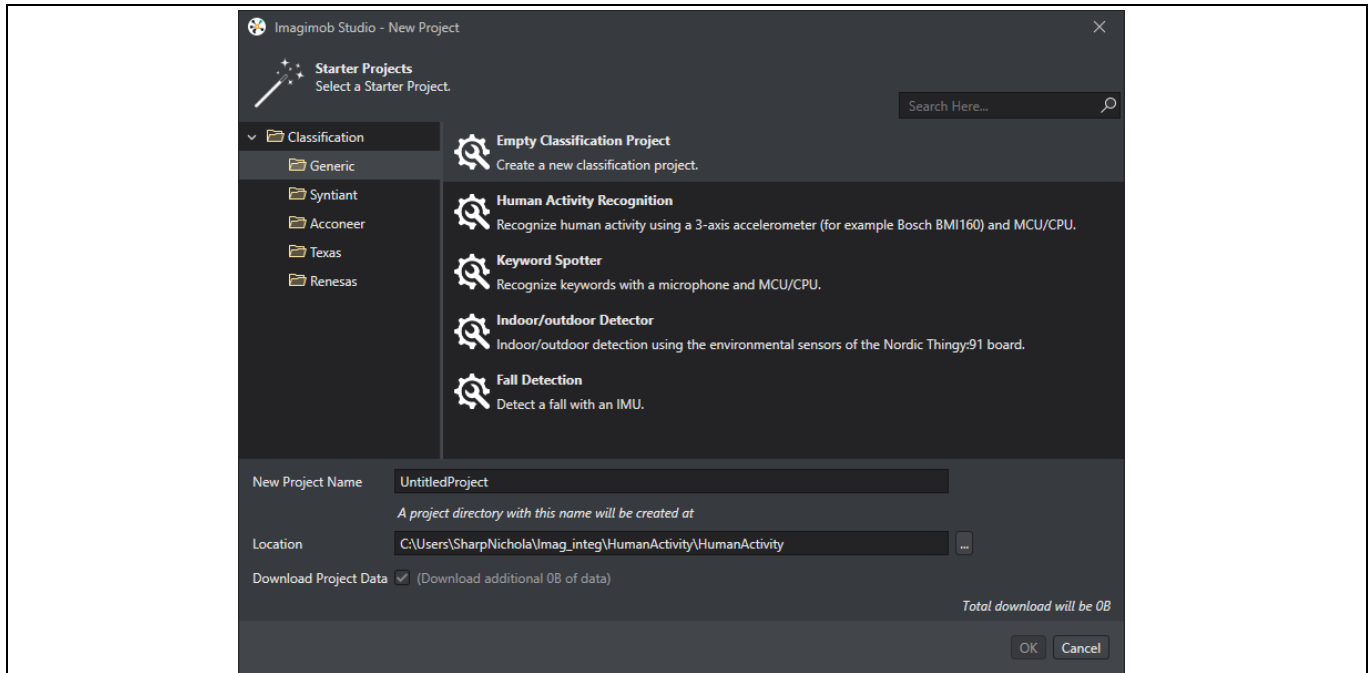 Imagimob Studio - New Project
Starter Projects
Select a Starter Project.
Search Here...
Classification
Generic
Syntiant
Acconeer
Texas
Renesas
Empty Classification Project
Create a new classification project.
Human Activity Recognition
Recognize human activity using a 3-axis accelerometer (for example Bosch BMI160) and MCU/CPU.
Keyword Spotter
Recognize keywords with a microphone and MCU/CPU.
Indoor/outdoor Detector
Indoor/outdoor detection using the environmental sensors of the Nordic Thingy:91 board.
Fall Detection
Detect a fall with an IMU.
New Project Name UntitledProject
A project directory with this name will be created at
Location C:\Users\SharpNichola\Imag_integ\HumanActivity\HumanActivity ...
Download Project Data (Download additional 0B of data)
Total download will be 0B
OK Cancel